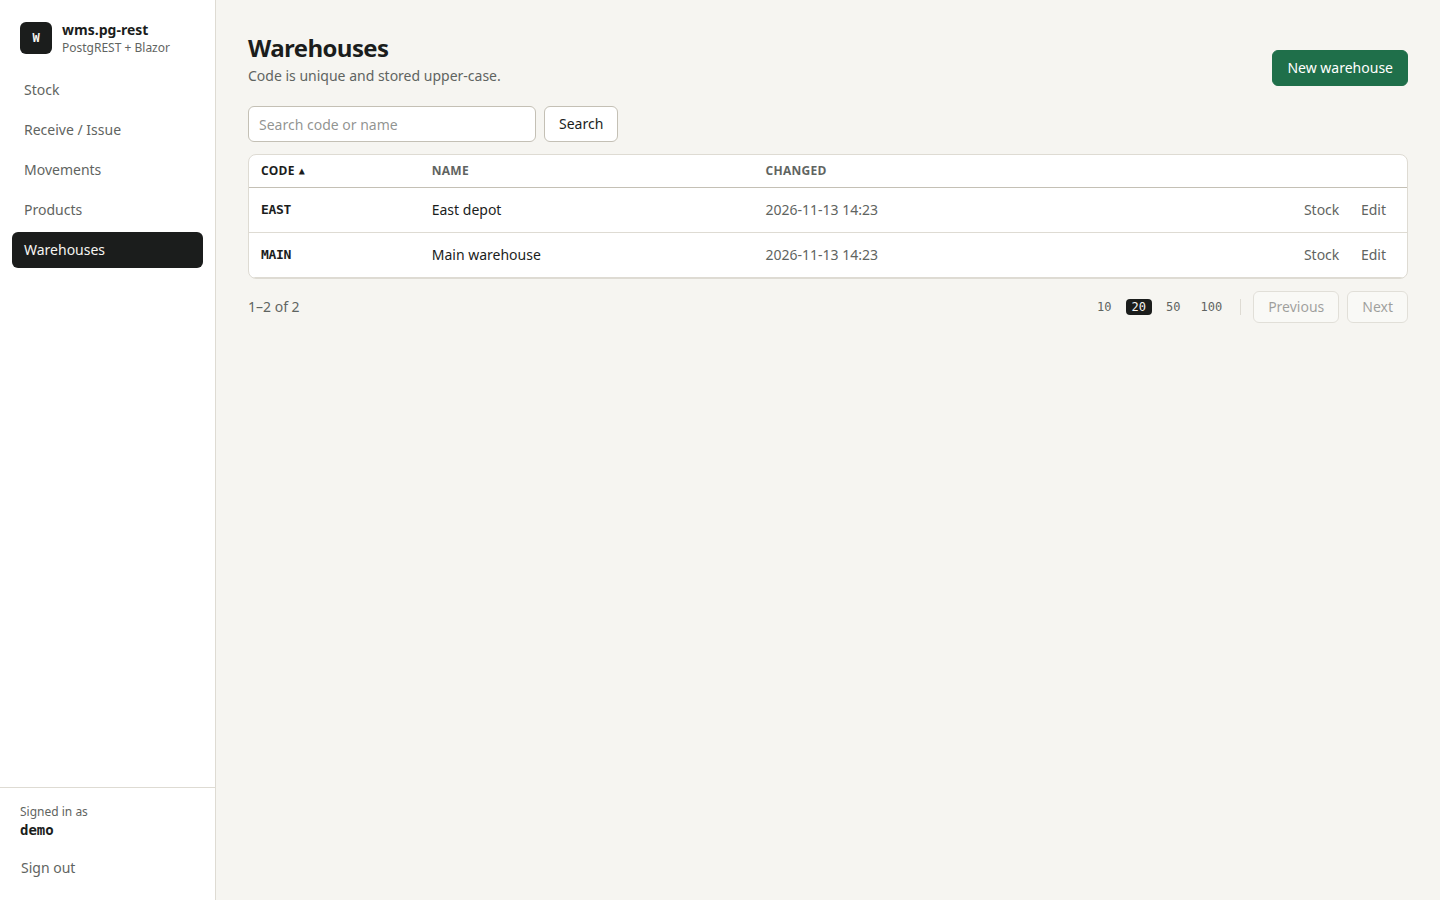 W
wms.pg-rest
PostgREST + Blazor
Stock
Receive / Issue
Movements
Products
Warehouses
Signed in as
demo
Sign out
Warehouses
Code is unique and stored upper-case.
New warehouse
Search code or name
Search
CODE ▲ NAME CHANGED
EAST East depot 2026-11-13 14:23 Stock Edit
MAIN Main warehouse 2026-11-13 14:23 Stock Edit
1–2 of 2
10 20 50 100 Previous Next